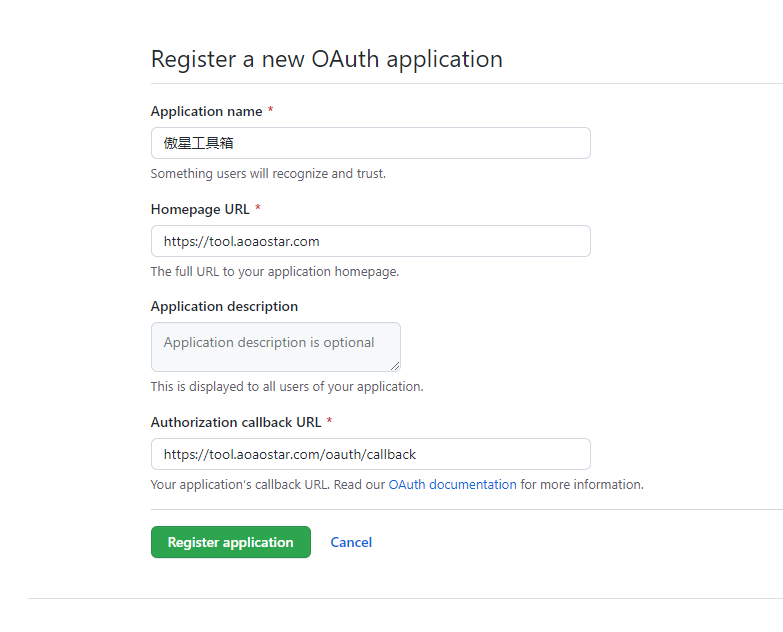 Register a new OAuth application
Application name *
傲星工具箱
Something users will recognize and trust.
Homepage URL *
https://tool.aoaostar.com
The full URL to your application homepage.
Application description
Application description is optional
This is displayed to all users of your application.
Authorization callback URL *
https://tool.aoaostar.com/oauth/callback
Your application's callback URL. Read our OAuth documentation for more information.
Register application Cancel